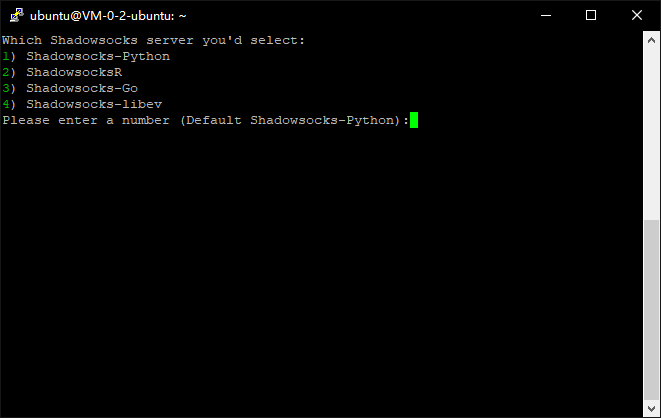 ubuntu@VM-0-2-ubuntu: ~
Which Shadowsocks server you'd select:
1) Shadowsocks-Python
2) ShadowsocksR
3) Shadowsocks-Go
4) Shadowsocks-libev
Please enter a number (Default Shadowsocks-Python):